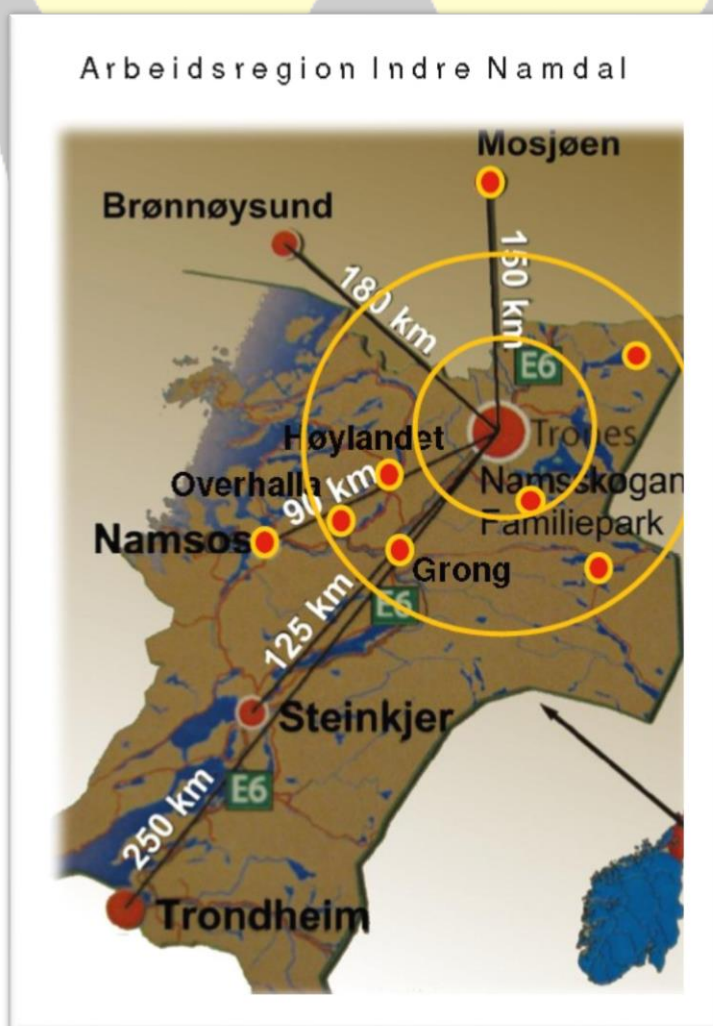 Arbeidsregion Indre Namdal
Mosjøen
Brønnøysund
150 km
180 km
E6
Trones
Høylandet
Overhalla
90 km
Namsskogan
Familiepark
Namsos
Grong
125 km
E6
Steinkjer
E6
250 km
Trondheim